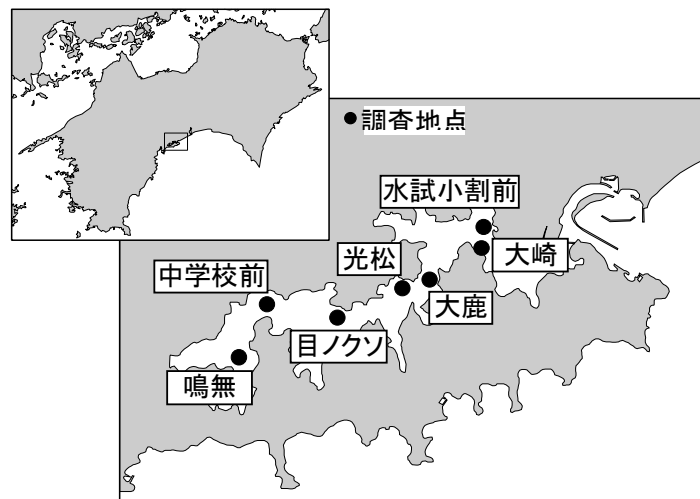 ●調査地点
水試小割前
大崎
光松
中学校前
大鹿
目ノクソ
鳴無